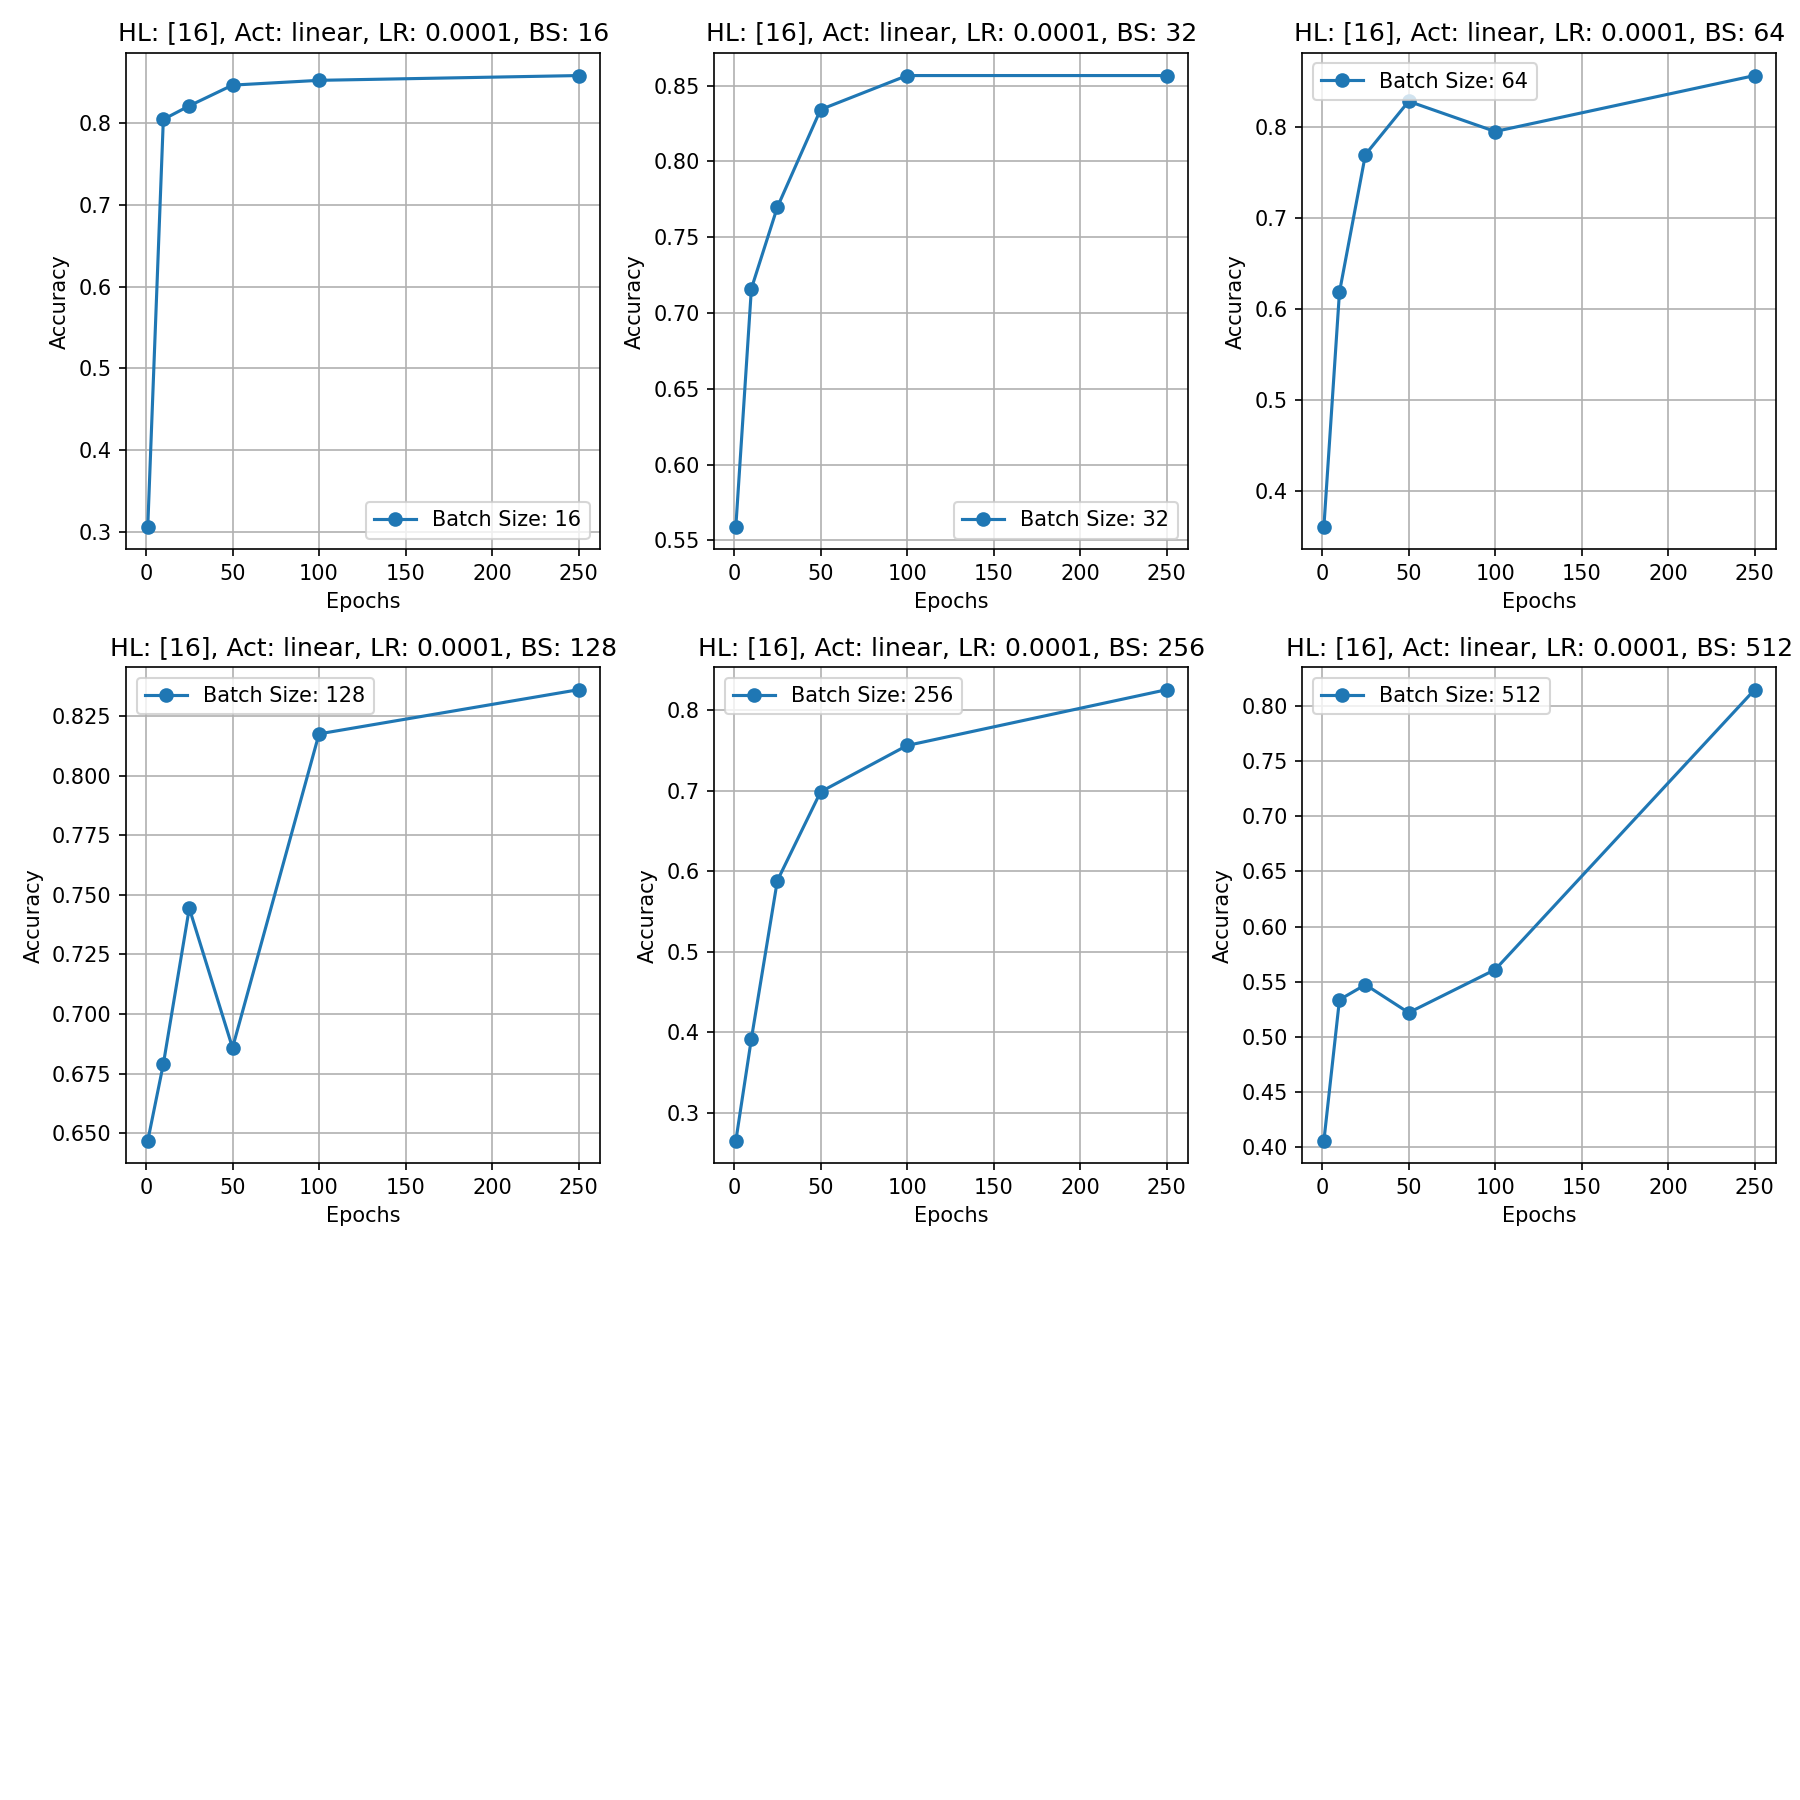 HL: [16], Act: linear, LR: 0.0001, BS: 16
Accuracy
0.8
0.7
0.6
0.5
0.4
0.3
Batch Size: 16
0 50 100 150 200 250
Epochs
HL: [16], Act: linear, LR: 0.0001, BS: 32
Accuracy
0.85
0.80
0.75
0.70
0.65
0.60
0.55
Batch Size: 32
0 50 100 150 200 250
Epochs
HL: [16], Act: linear, LR: 0.0001, BS: 64
Batch Size: 64
Accuracy
0.8
0.7
0.6
0.5
0.4
0 50 100 150 200 250
Epochs
HL: [16], Act: linear, LR: 0.0001, BS: 128
Batch Size: 128
Accuracy
0.825
0.800
0.775
0.750
0.725
0.700
0.675
0.650
0 50 100 150 200 250
Epochs
HL: [16], Act: linear, LR: 0.0001, BS: 256
Batch Size: 256
Accuracy
0.8
0.7
0.6
0.5
0.4
0.3
0 50 100 150 200 250
Epochs
HL: [16], Act: linear, LR: 0.0001, BS: 512
Batch Size: 512
Accuracy
0.80
0.75
0.70
0.65
0.60
0.55
0.50
0.45
0.40
0 50 100 150 200 250
Epochs